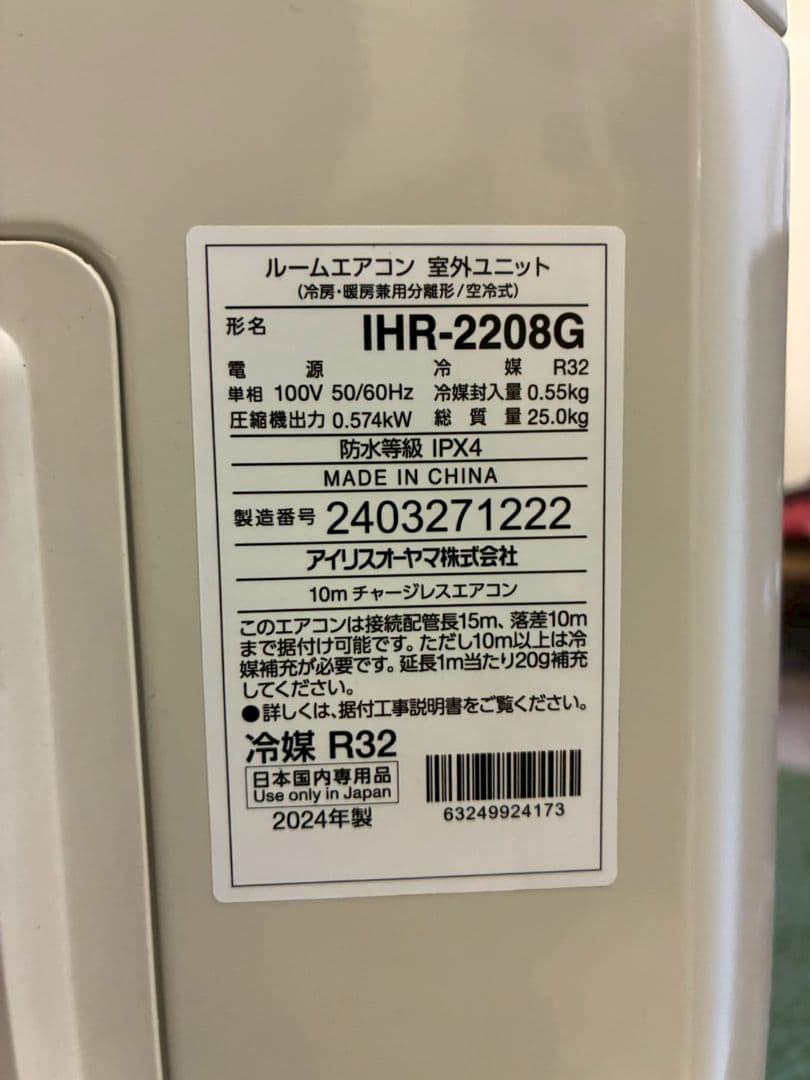 ルームエアコン 室外ユニット
(冷房・暖房兼用分離形/空冷式)
形名 IHR-2208G
電源 冷媒 R32
単相 100V 50/60Hz 冷媒封入量 0.55kg
圧縮機出力 0.574kW 総質量 25.0kg
防水等級 IPX4
MADE IN CHINA
製造番号 2403271222
アイリスオーヤマ株式会社
10mチャージレスエアコン
このエアコンは接続配管長15m、落差10m
まで据付け可能です。ただし10m以上は冷
媒補充が必要です。延長1m当たり20g補充
してください。
●詳しくは、据付工事説明書をご覧ください。
冷媒 R32
日本国内専用品
Use only in Japan
2024年製
63249924173